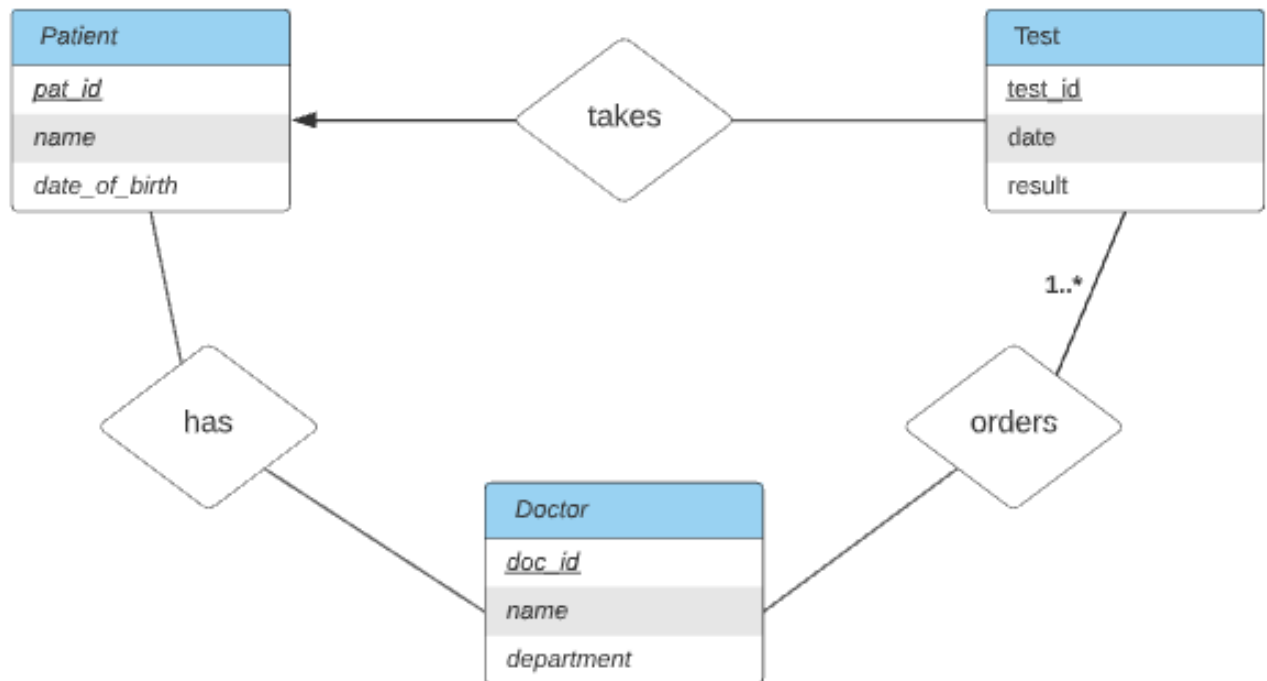 Patient
pat_id
name
date_of_birth
takes
Test
test_id
date
result
1..*
has
orders
Doctor
doc_id
name
department